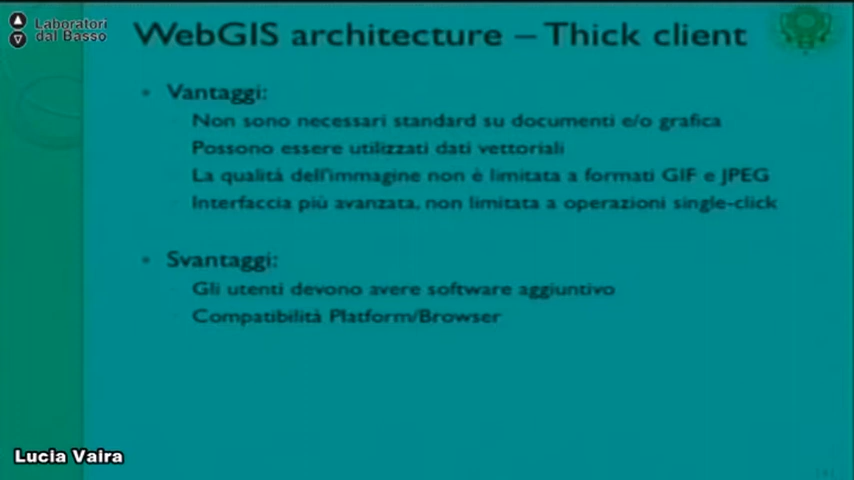 Laboratori
dal Basso
WebGIS architecture – Thick client
Vantaggi:
Non sono necessari standard su documenti e/o grafica
Possono essere utilizzati dati vettoriali
La qualità dell'immagine non è limitata a formati GIF e JPEG
Interfaccia più avanzata, non limitata a operazioni single-click
Svantaggi:
Gli utenti devono avere software aggiuntivo
Compatibilità Platform/Browser
Lucia Vaira